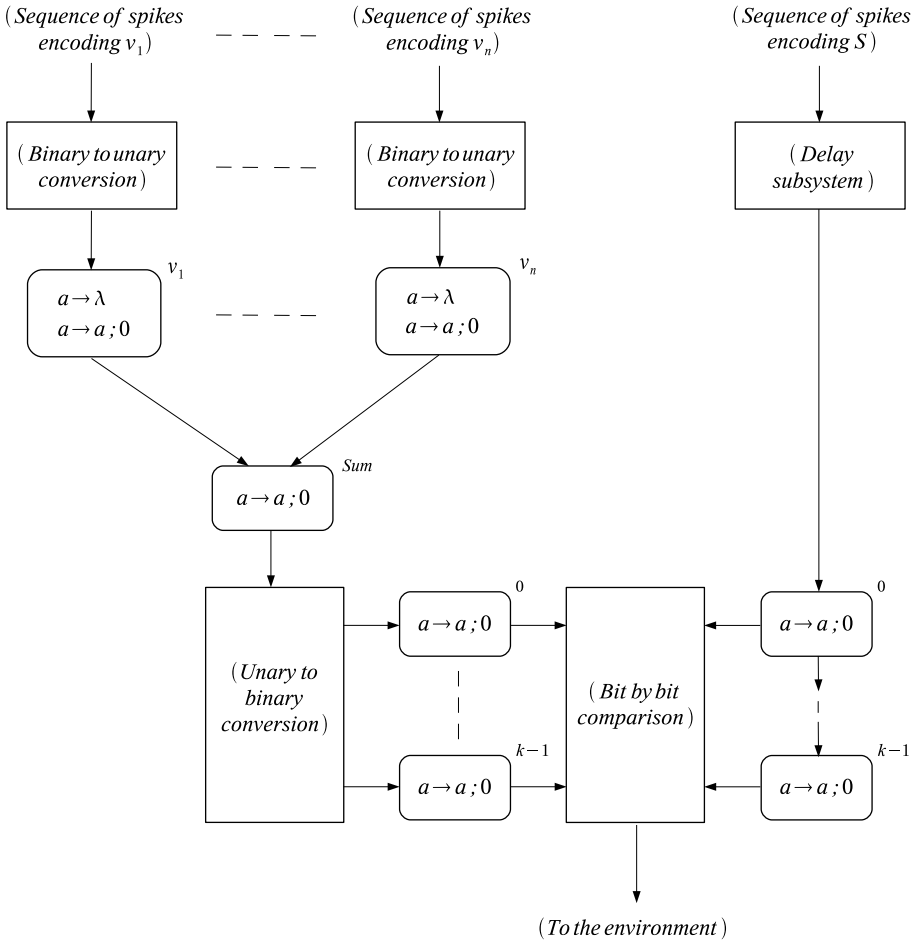 (Sequence of spikes
encoding v1)
(Sequence of spikes
encoding vn)
(Sequence of spikes
encoding S)
(Binary to unary
conversion)
(Binary to unary
conversion)
(Delay
subsystem)
v1
a→λ
a→a;0
vn
a→λ
a→a;0
Sum
a→a;0
(Unary to
binary
conversion)
0
a→a;0
k−1
a→a;0
(Bit by bit
comparison)
0
a→a;0
k−1
a→a;0
(To the environment)